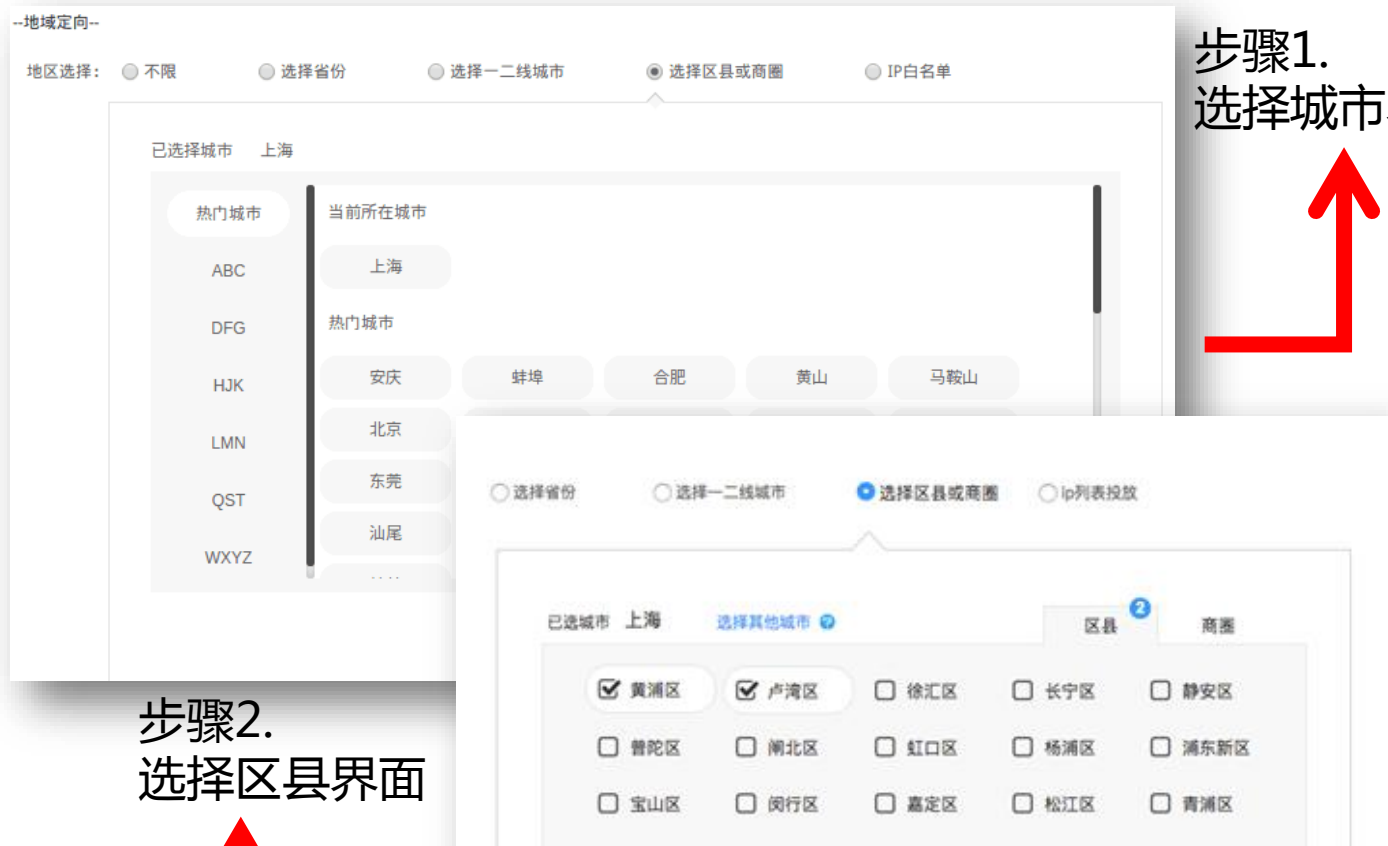 --地域定向--
地区选择: 不限 选择省份 选择一二线城市 选择区县或商圈 IP白名单
已选择城市 上海
热门城市 当前所在城市
ABC 上海
DFG 热门城市
HJK 安庆 蚌埠 合肥 黄山 马鞍山
LMN 北京
QST 东莞
汕尾
WXYZ
步骤1.
选择城市
选择省份 选择一二线城市 选择区县或商圈 ip列表投放
已选城市 上海 选择其他城市 区县 2 商圈
黄浦区 卢湾区 徐汇区 长宁区 静安区
普陀区 闸北区 虹口区 杨浦区 浦东新区
宝山区 闵行区 嘉定区 松江区 青浦区
步骤2.
选择区县界面